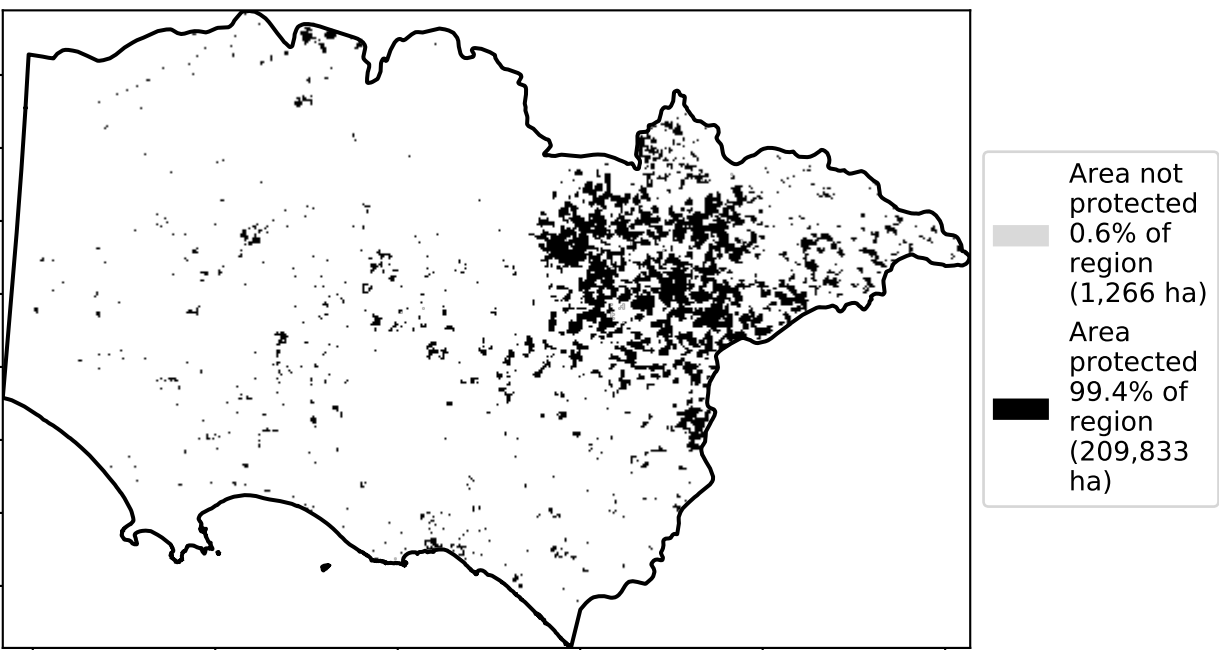 Area not
protected
0.6% of
region
(1,266 ha)
Area
protected
99.4% of
region
(209,833
ha)